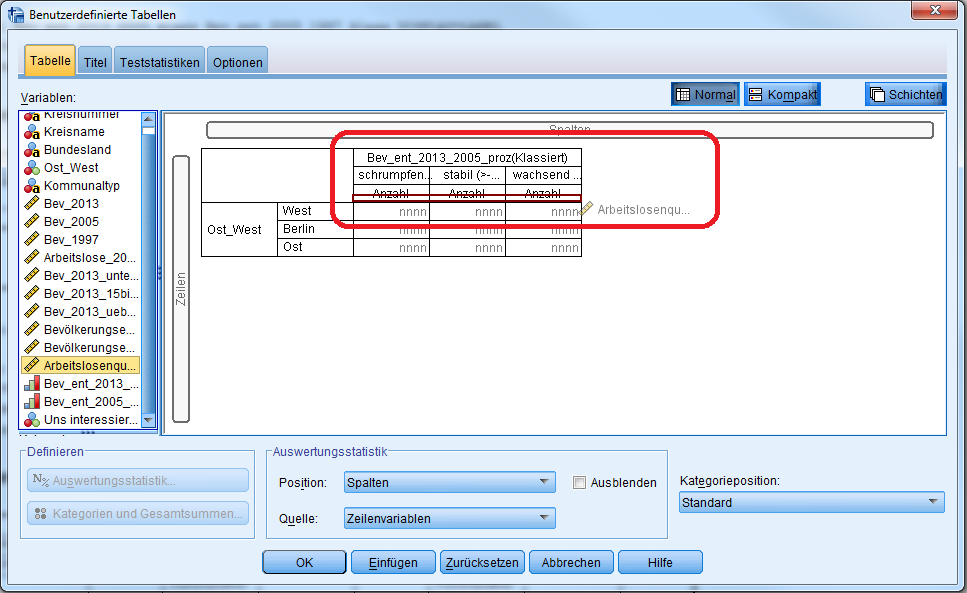 Benutzerdefinierte Tabellen
Tabelle Titel Teststatistiken Optionen
Variablen:
Normal Kompakt Schichten
Kreisnummer
Kreisname
Bundesland
Ost_West
Kommunaltyp
Bev_2013
Bev_2005
Bev_1997
Arbeitslose_20...
Bev_2013_unte...
Bev_2013_15bi...
Bev_2013_ueb...
Bevölkerungse...
Bevölkerungse...
Arbeitslosenqu...
Bev_ent_2013_...
Bev_ent_2005_...
Uns interessier...
Spalten
Zeilen
Bev_ent_2013_2005_proz(Klassiert)
schrumpfen... stabil (>-... wachsend ...
Anzahl Anzahl Anzahl
Ost_West
West nnnn nnnn nnnn
Berlin nnnn nnnn nnnn
Ost nnnn nnnn nnnn
Arbeitslosenqu...
Definieren
N% Auswertungsstatistik...
Kategorien und Gesamtsummen...
Auswertungsstatistik
Position: Spalten Ausblenden
Quelle: Zeilenvariablen
Kategorieposition:
Standard
OK Einfügen Zurücksetzen Abbrechen Hilfe